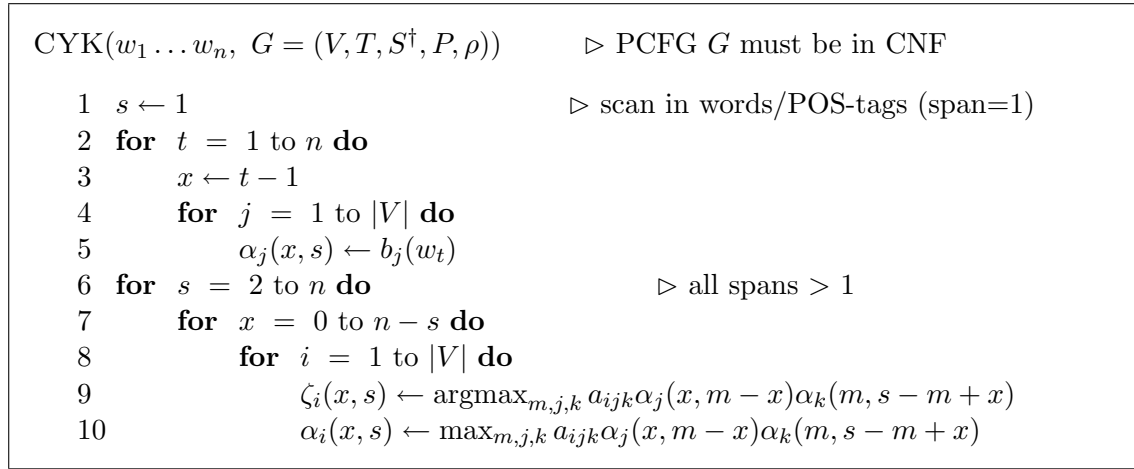 CYK(w₁ … wₙ, G = (V, T, S†, P, ρ)) ▷ PCFG G must be in CNF
1 s ← 1 ▷ scan in words/POS-tags (span=1)
2 for t = 1 to n do
3 x ← t − 1
4 for j = 1 to |V| do
5 αⱼ(x, s) ← bⱼ(wₜ)
6 for s = 2 to n do ▷ all spans > 1
7 for x = 0 to n − s do
8 for i = 1 to |V| do
9 ζᵢ(x, s) ← argmaxₘ,ⱼ,ₖ aᵢⱼₖαⱼ(x, m − x)αₖ(m, s − m + x)
10 αᵢ(x, s) ← maxₘ,ⱼ,ₖ aᵢⱼₖαⱼ(x, m − x)αₖ(m, s − m + x)